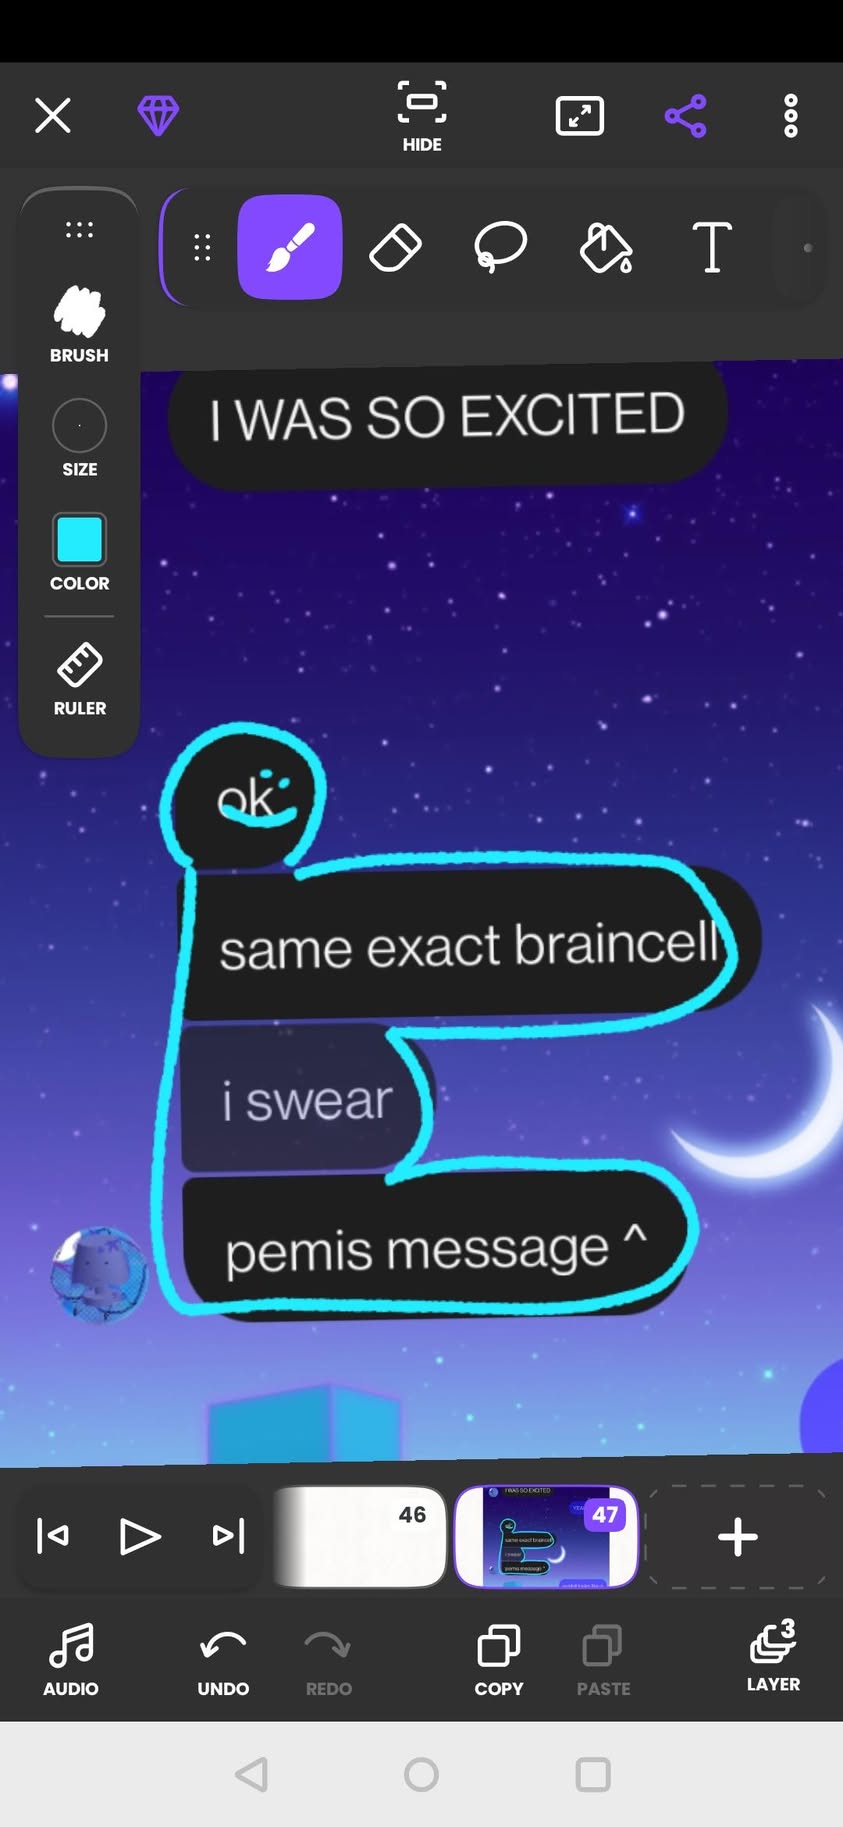 HIDE
T
BRUSH
SIZE
COLOR
RULER
I WAS SO EXCITED
ok
same exact braincell
i swear
pemis message ^
46
47
AUDIO
UNDO
REDO
COPY
PASTE
3
LAYER